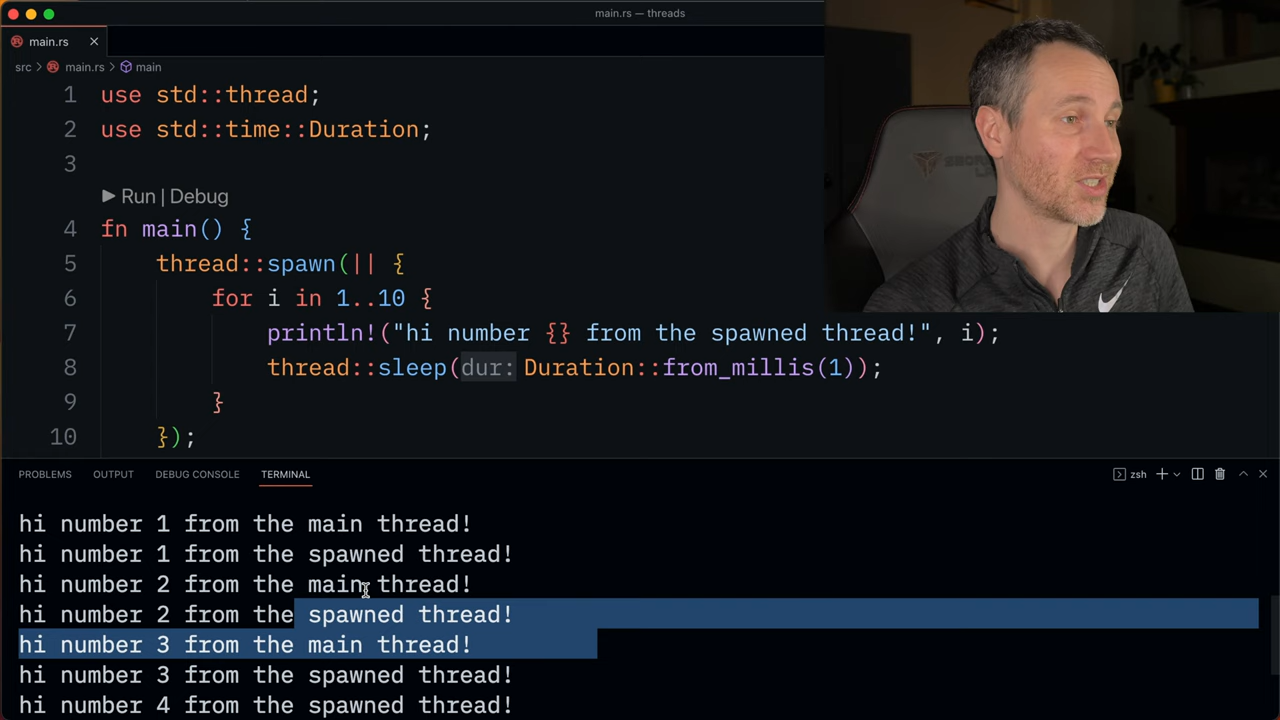 main.rs — threads
main.rs
src > main.rs > main
1 use std::thread;
2 use std::time::Duration;
3
Run | Debug
4 fn main() {
5 thread::spawn(|| {
6 for i in 1..10 {
7 println!("hi number {} from the spawned thread!", i);
8 thread::sleep(dur: Duration::from_millis(1));
9 }
10 });
PROBLEMS OUTPUT DEBUG CONSOLE TERMINAL zsh
hi number 1 from the main thread!
hi number 1 from the spawned thread!
hi number 2 from the main thread!
hi number 2 from the spawned thread!
hi number 3 from the main thread!
hi number 3 from the spawned thread!
hi number 4 from the spawned thread!